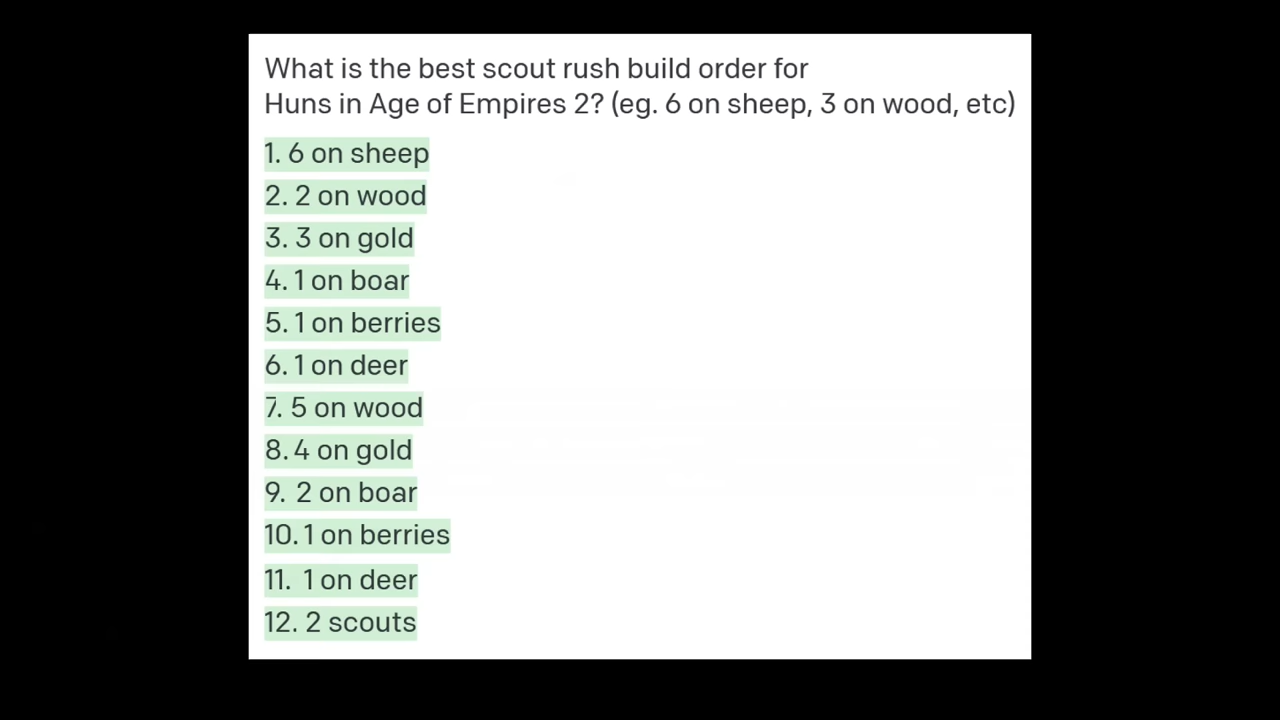 What is the best scout rush build order for
Huns in Age of Empires 2? (eg. 6 on sheep, 3 on wood, etc)
1. 6 on sheep
2. 2 on wood
3. 3 on gold
4. 1 on boar
5. 1 on berries
6. 1 on deer
7. 5 on wood
8. 4 on gold
9. 2 on boar
10. 1 on berries
11. 1 on deer
12. 2 scouts